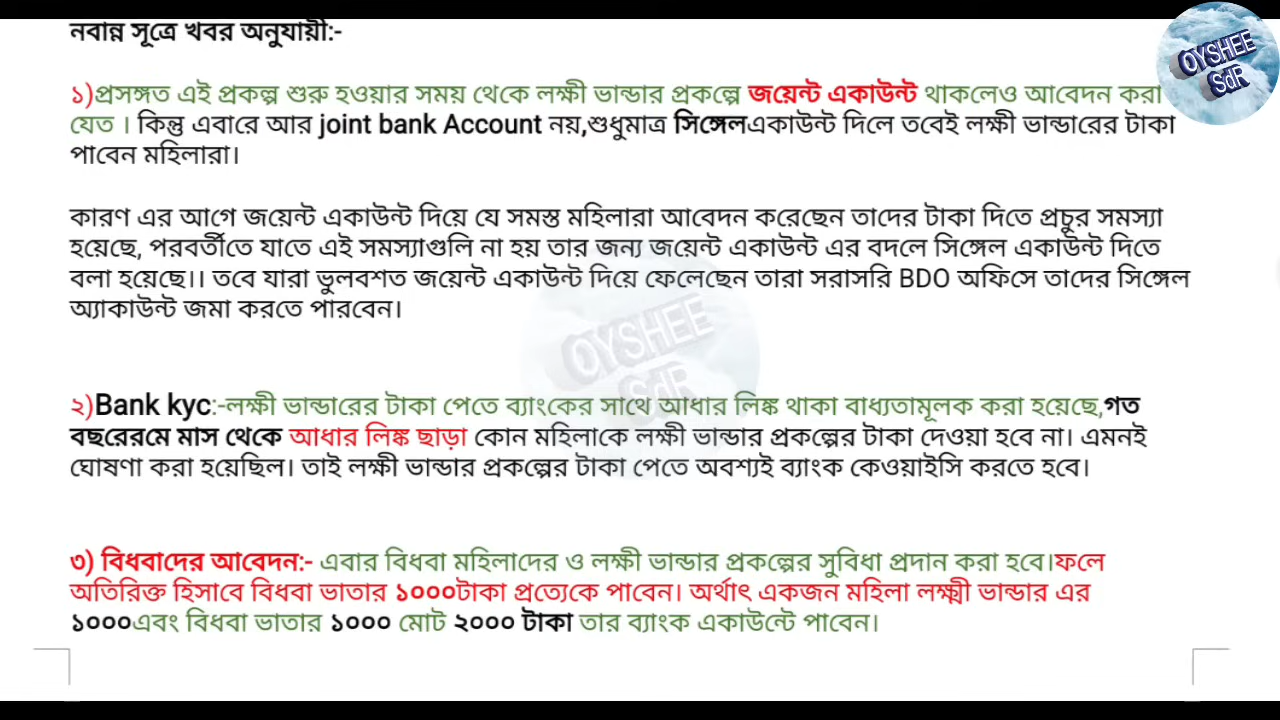 নবান্ন সূত্রে খবর অনুযায়ী:-
OYSHEE
SdR
১)প্রসঙ্গত এই প্রকল্প শুরু হওয়ার সময় থেকে লক্ষী ভান্ডার প্রকল্পে জয়েন্ট একাউন্ট থাকলেও আবেদন করা
যেত । কিন্তু এবারে আর joint bank Account নয়,শুধুমাত্র সিঙ্গেলএকাউন্ট দিলে তবেই লক্ষী ভান্ডারের টাকা
পাবেন মহিলারা।
কারণ এর আগে জয়েন্ট একাউন্ট দিয়ে যে সমস্ত মহিলারা আবেদন করেছেন তাদের টাকা দিতে প্রচুর সমস্যা
হয়েছে, পরবর্তীতে যাতে এই সমস্যাগুলি না হয় তার জন্য জয়েন্ট একাউন্ট এর বদলে সিঙ্গেল একাউন্ট দিতে
বলা হয়েছে।। তবে যারা ভুলবশত জয়েন্ট একাউন্ট দিয়ে ফেলেছেন তারা সরাসরি BDO অফিসে তাদের সিঙ্গেল
অ্যাকাউন্ট জমা করতে পারবেন।
OYSHEE
SdR
২)Bank kyc:-লক্ষী ভান্ডারের টাকা পেতে ব্যাংকের সাথে আধার লিঙ্ক থাকা বাধ্যতামূলক করা হয়েছে,গত
বছরেরমে মাস থেকে আধার লিঙ্ক ছাড়া কোন মহিলাকে লক্ষী ভান্ডার প্রকল্পের টাকা দেওয়া হবে না। এমনই
ঘোষণা করা হয়েছিল। তাই লক্ষী ভান্ডার প্রকল্পের টাকা পেতে অবশ্যই ব্যাংক কেওয়াইসি করতে হবে।
৩) বিধবাদের আবেদন:- এবার বিধবা মহিলাদের ও লক্ষী ভান্ডার প্রকল্পের সুবিধা প্রদান করা হবে।ফলে
অতিরিক্ত হিসাবে বিধবা ভাতার ১০০০টাকা প্রত্যেকে পাবেন। অর্থাৎ একজন মহিলা লক্ষ্মী ভান্ডার এর
১০০০এবং বিধবা ভাতার ১০০০ মোট ২০০০ টাকা তার ব্যাংক একাউন্টে পাবেন।